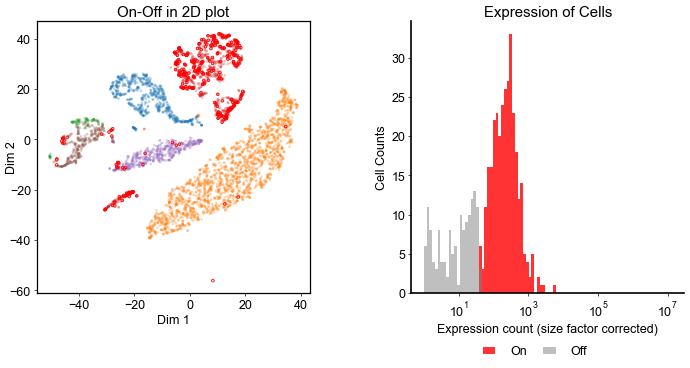 On-Off in 2D plot
Dim 2
40
20
0
−20
−40
−60
−40 −20 0 20 40
Dim 1
Expression of Cells
Cell Counts
30
25
20
15
10
5
0
10^1 10^3 10^5 10^7
Expression count (size factor corrected)
On Off